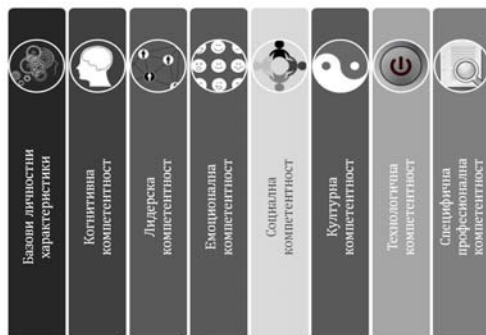 Базови личностни
характеристики
Когнитивна
компетентност
Лидерска
компетентност
Емоционална
компетентност
Социална
компетентност
Културна
компетентност
Технологична
компетентност
Специфична
професионална
компетентност